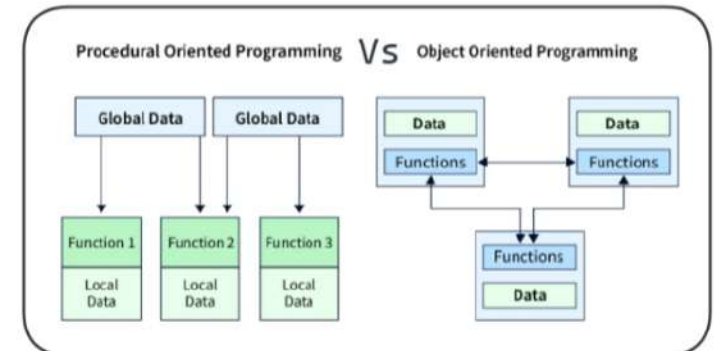 Procedural Oriented Programming Vs Object Oriented Programming
Global Data
Global Data
Function 1
Local
Data
Function 2
Local
Data
Function 3
Local
Data
Data
Functions
Data
Functions
Functions
Data